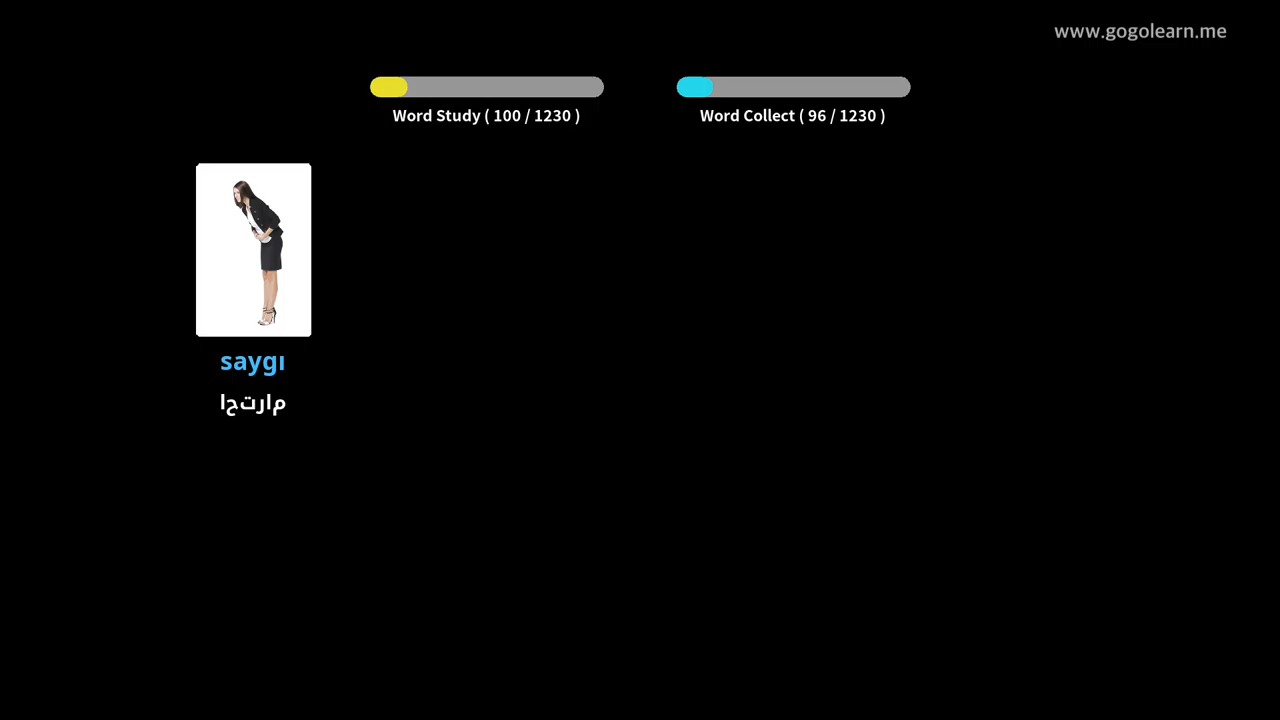 www.gogolearn.me
Word Study ( 100 / 1230 )
Word Collect ( 96 / 1230 )
saygı
مارتحا